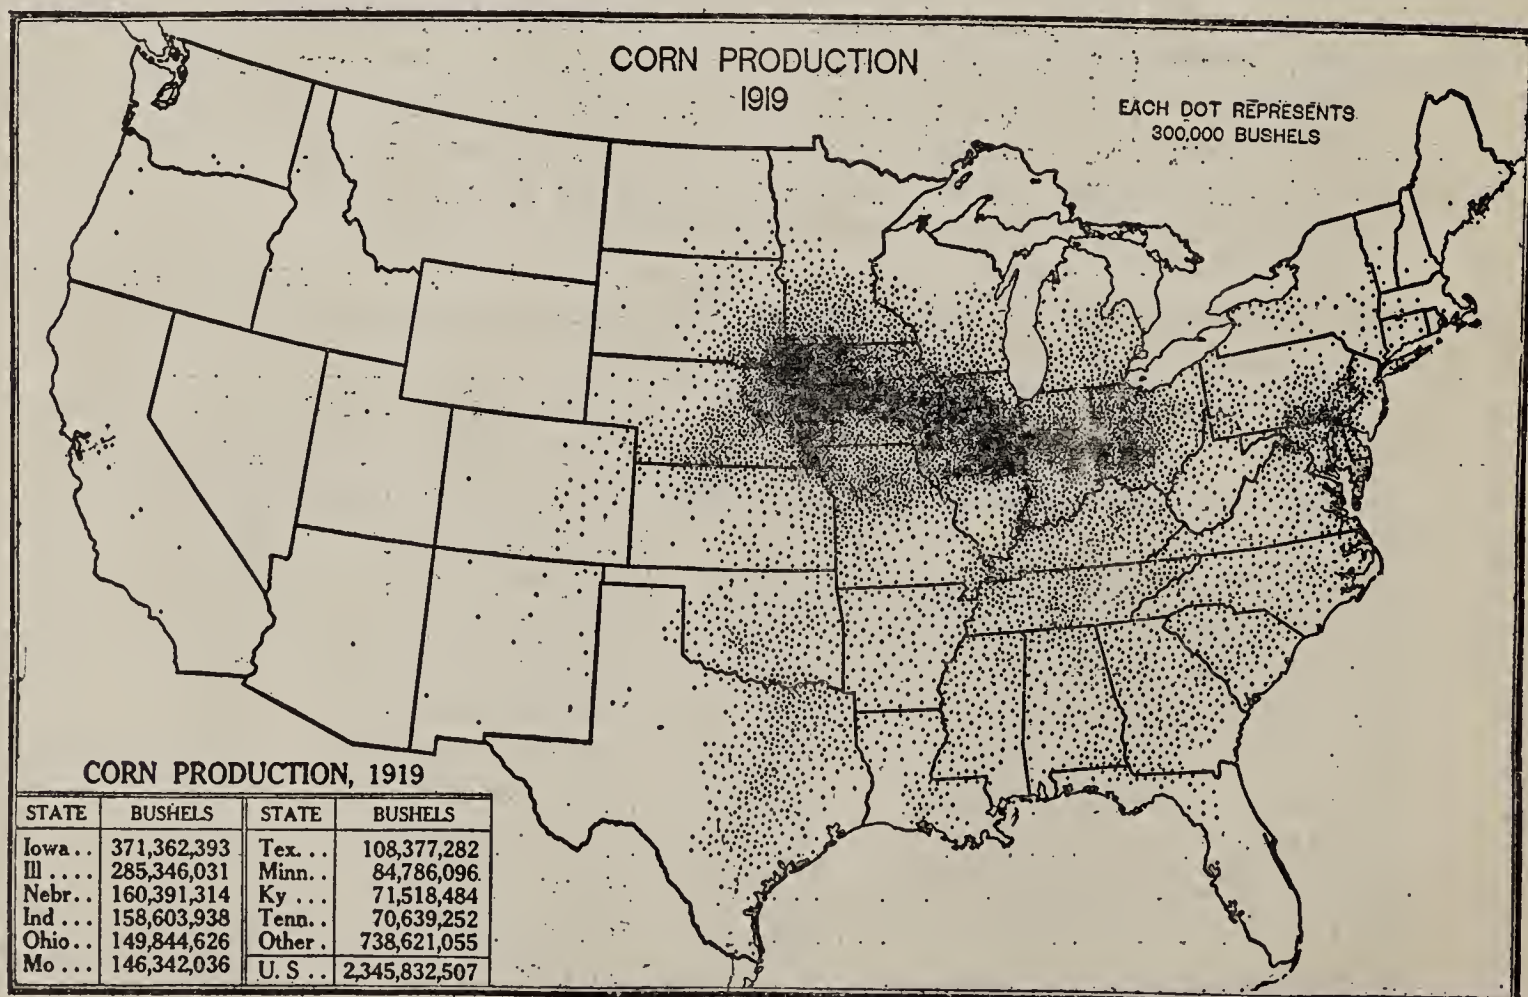 CORN PRODUCTION
1919
EACH DOT REPRESENTS
300,000 BUSHELS
CORN PRODUCTION, 1919
STATE BUSHELS STATE BUSHELS
Iowa.. 371,362,393 Tex... 108,377,282
Ill .... 285,346,031 Minn.. 84,786,096
Nebr.. 160,391,314 Ky ... 71,518,484
Ind ... 158,603,938 Tenn.. 70,639,252
Ohio.. 149,844,626 Other . 738,621,055
Mo ... 146,342,036 U. S .. 2,345,832,507